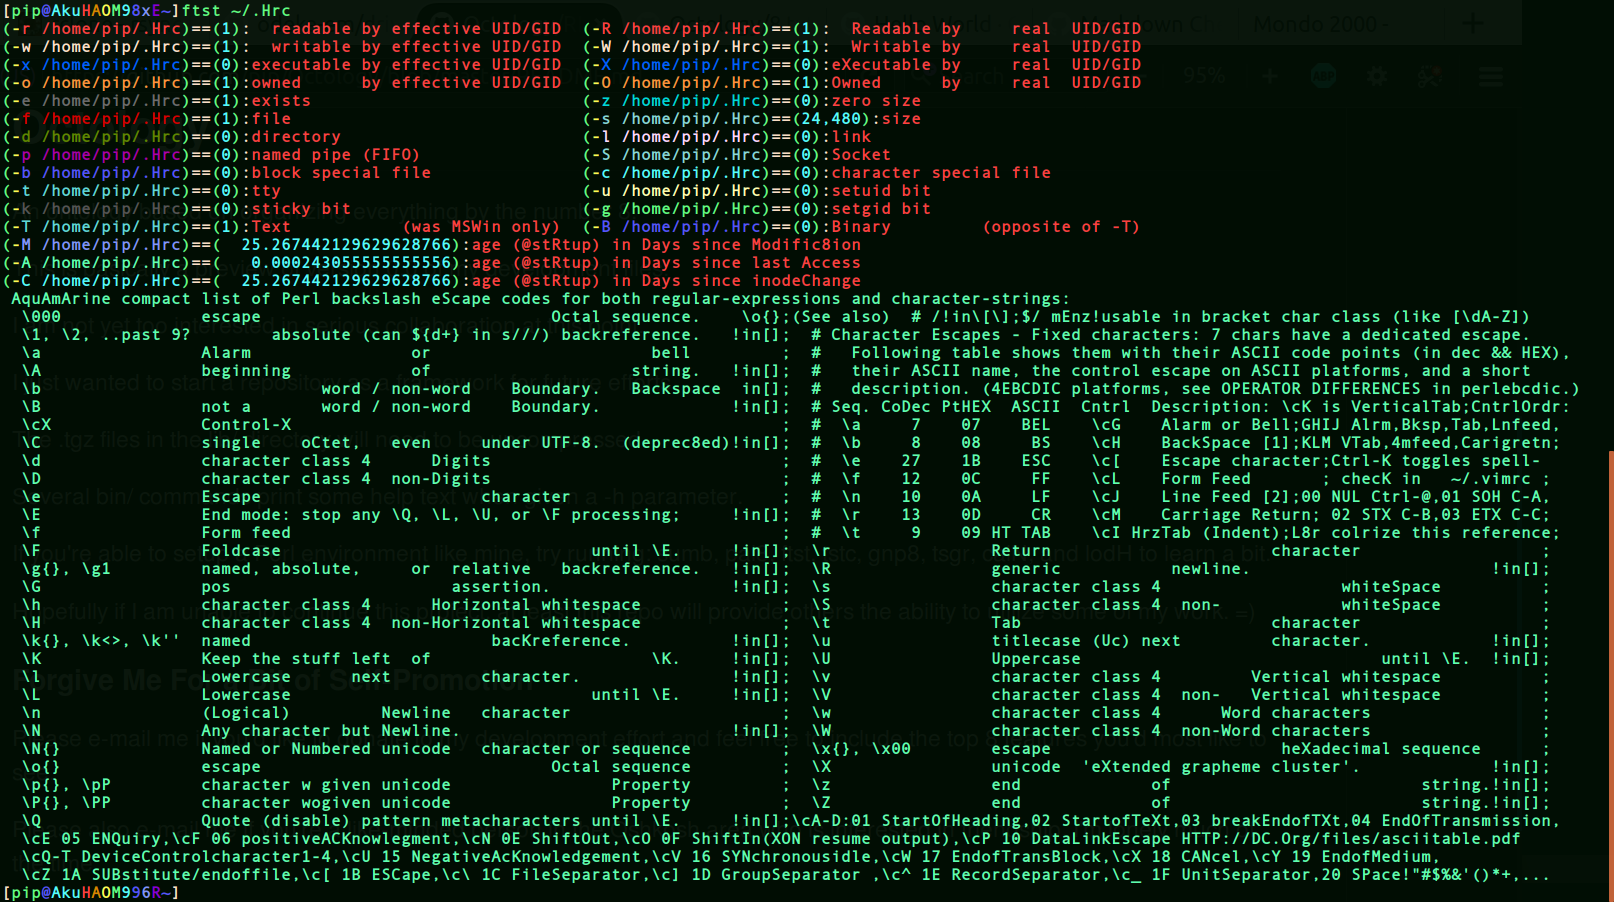 [pip@AkuHAOM98xE~]ftst ~/.Hrc
(-r /home/pip/.Hrc)==(1):  readable by effective UID/GID  (-R /home/pip/.Hrc)==(1):  Readable by     real  UID/GID
(-w /home/pip/.Hrc)==(1):  writable by effective UID/GID  (-W /home/pip/.Hrc)==(1):  Writable by     real  UID/GID
(-x /home/pip/.Hrc)==(0):executable by effective UID/GID  (-X /home/pip/.Hrc)==(0):eXecutable by     real  UID/GID
(-o /home/pip/.Hrc)==(1):owned      by effective UID/GID  (-O /home/pip/.Hrc)==(1):Owned      by     real  UID/GID
(-e /home/pip/.Hrc)==(1):exists                           (-z /home/pip/.Hrc)==(0):zero size
(-f /home/pip/.Hrc)==(1):file                             (-s /home/pip/.Hrc)==(24,480):size
(-d /home/pip/.Hrc)==(0):directory                        (-l /home/pip/.Hrc)==(0):link
(-p /home/pip/.Hrc)==(0):named pipe (FIFO)                (-S /home/pip/.Hrc)==(0):Socket
(-b /home/pip/.Hrc)==(0):block special file               (-c /home/pip/.Hrc)==(0):character special file
(-t /home/pip/.Hrc)==(0):tty                              (-u /home/pip/.Hrc)==(0):setuid bit
(-k /home/pip/.Hrc)==(0):sticky bit                       (-g /home/pip/.Hrc)==(0):setgid bit
(-T /home/pip/.Hrc)==(1):Text           (was MSWin only)  (-B /home/pip/.Hrc)==(0):Binary         (opposite of -T)
(-M /home/pip/.Hrc)==(  25.267442129629628766):age (@stRtup) in Days since Modific8ion
(-A /home/pip/.Hrc)==(   0.000243055555555556):age (@stRtup) in Days since last Access
(-C /home/pip/.Hrc)==(  25.267442129629628766):age (@stRtup) in Days since inodeChange
AquAmArine compact list of Perl backslash eScape codes for both regular-expressions and character-strings:
\000 escape Octal sequence. \o{};(See also) # /!in\[\];$/ mEnz!usable in bracket char class (like [\dA-Z])
\1, \2, ..past 9? absolute (can ${d+} in s///) backreference. !in[]; # Character Escapes - Fixed characters: 7 chars have a dedicated escape.
\a Alarm or bell ; # Following table shows them with their ASCII code points (in dec && HEX),
\A beginning of string. !in[]; # their ASCII name, the control escape on ASCII platforms, and a short
\b word / non-word Boundary. Backspace in[]; # description. (4EBCDIC platforms, see OPERATOR DIFFERENCES in perlebcdic.)
\B not a word / non-word Boundary. !in[]; # Seq. CoDec PtHEX ASCII Cntrl Description: \cK is VerticalTab;CntrlOrdr:
\cX Control-X ; # \a 7 07 BEL \cG Alarm or Bell;GHIJ Alrm,Bksp,Tab,Lnfeed,
\C single oCtet, even under UTF-8. (deprec8ed)!in[]; # \b 8 08 BS \cH BackSpace [1];KLM VTab,4mfeed,Carigretn;
\d character class 4 Digits ; # \e 27 1B ESC \c[ Escape character;Ctrl-K toggles spell-
\D character class 4 non-Digits ; # \f 12 0C FF \cL Form Feed ; checK in ~/.vimrc ;
\e Escape character ; # \n 10 0A LF \cJ Line Feed [2];00 NUL Ctrl-@,01 SOH C-A,
\E End mode: stop any \Q, \L, \U, or \F processing; !in[]; # \r 13 0D CR \cM Carriage Return; 02 STX C-B,03 ETX C-C;
\f Form feed ; # \t 9 09 HT TAB \cI HrzTab (Indent);L8r colrize this reference;
\F Foldcase until \E. !in[]; \r Return character ;
\g{}, \g1 named, absolute, or relative backreference. !in[]; \R generic newline. !in[];
\G pos assertion. !in[]; \s character class 4 whiteSpace ;
\h character class 4 Horizontal whitespace ; \S character class 4 non- whiteSpace ;
\H character class 4 non-Horizontal whitespace ; \t Tab character ;
\k{}, \k<>, \k'' named bacKreference. !in[]; \u titlecase (Uc) next character. !in[];
\K Keep the stuff left of \K. !in[]; \U Uppercase until \E. !in[];
\l Lowercase next character. !in[]; \v character class 4 Vertical whitespace ;
\L Lowercase until \E. !in[]; \V character class 4 non- Vertical whitespace ;
\n (Logical) Newline character ; \w character class 4 Word characters ;
\N Any character but Newline. !in[]; \W character class 4 non-Word characters ;
\N{} Named or Numbered unicode character or sequence ; \x{}, \x00 escape heXadecimal sequence ;
\o{} escape Octal sequence ; \X unicode 'eXtended grapheme cluster'. !in[];
\p{}, \pP character w given unicode Property ; \z end of string.!in[];
\P{}, \PP character wogiven unicode Property ; \Z end of string.!in[];
\Q Quote (disable) pattern metacharacters until \E. !in[];\cA-D:01 StartOfHeading,02 StartofTeXt,03 breakEndofTXt,04 EndOfTransmission,
\cE 05 ENQuiry,\cF 06 positiveACKnowlegment,\cN 0E ShiftOut,\cO 0F ShiftIn(XON resume output),\cP 10 DataLinkEscape HTTP://DC.Org/files/asciitable.pdf
\cQ-T DeviceControlcharacter1-4,\cU 15 NegativeAcKnowledgement,\cV 16 SYNchronousidle,\cW 17 EndofTransBlock,\cX 18 CANcel,\cY 19 EndofMedium,
\cZ 1A SUBstitute/endoffile,\c[ 1B ESCape,\c\ 1C FileSeparator,\c] 1D GroupSeparator ,\c^ 1E RecordSeparator,\c_ 1F UnitSeparator,20 SPace!"#$%&'()*+,...
[pip@AkuHAOM996R~]